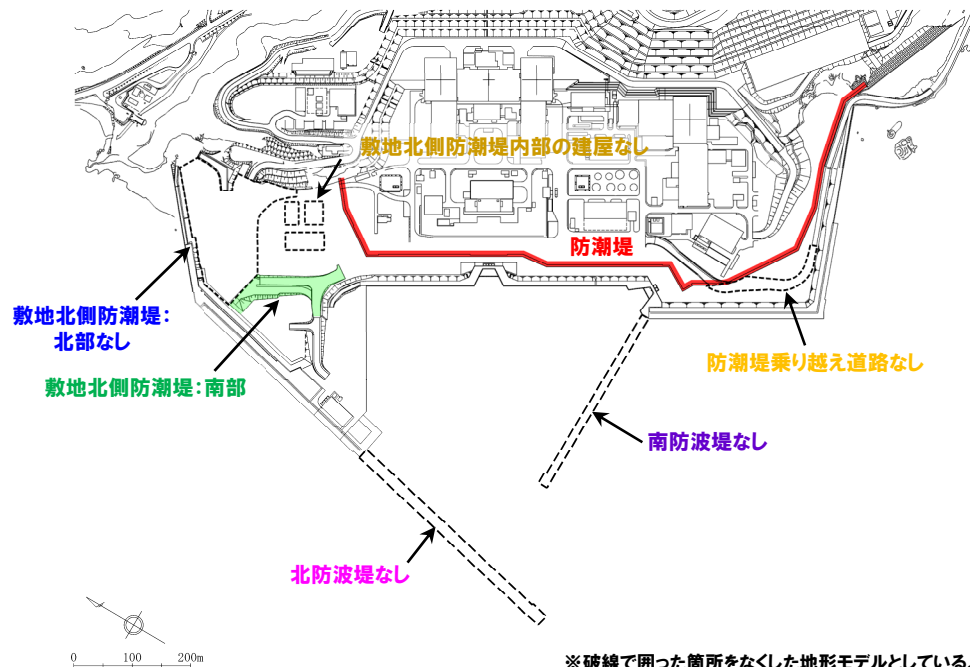 敷地北側防潮堤内部の建屋なし
防潮堤
敷地北側防潮堤：
北部なし
敷地北側防潮堤：南部
防潮堤乗り越え道路なし
南防波堤なし
北防波堤なし
0 100 200m
※破線で囲った箇所をなくした地形モデルとしている。